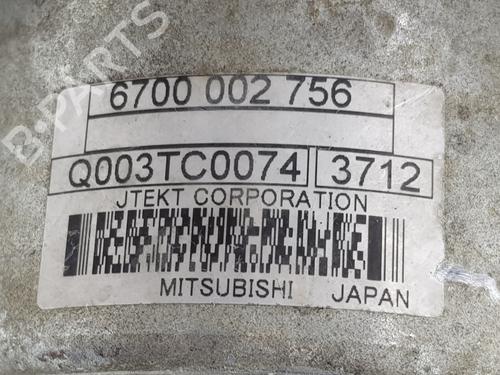 B-PARTS
6700 002 756
Q003TC0074 3712
JTEKT CORPORATION
MITSUBISHI JAPAN